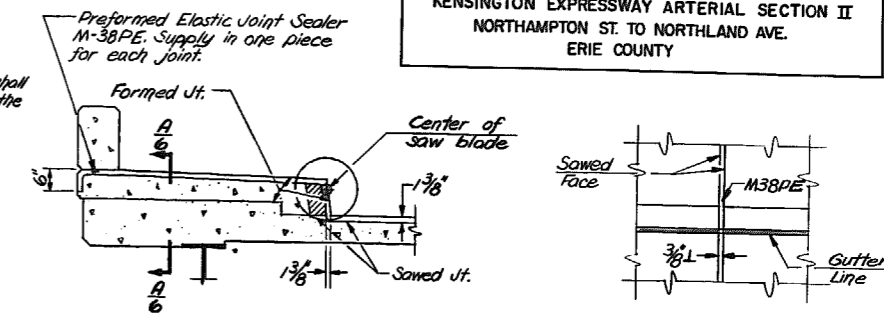 KENSINGTON EXPRESSWAY ARTERIAL SECTION II
NORTHAMPTON ST. TO NORTHLAND AVE.
ERIE COUNTY
Preformed Elastic Joint Sealer
M-38PE. Supply in one piece
for each joint.
hall
the
Formed Jt.
A
6
Center of
saw blade
6"
1 3/8"
1 3/8"
Sawed Jt.
A
6
Sawed
Face
M38PE
3/8" ⊥
Gutter
Line